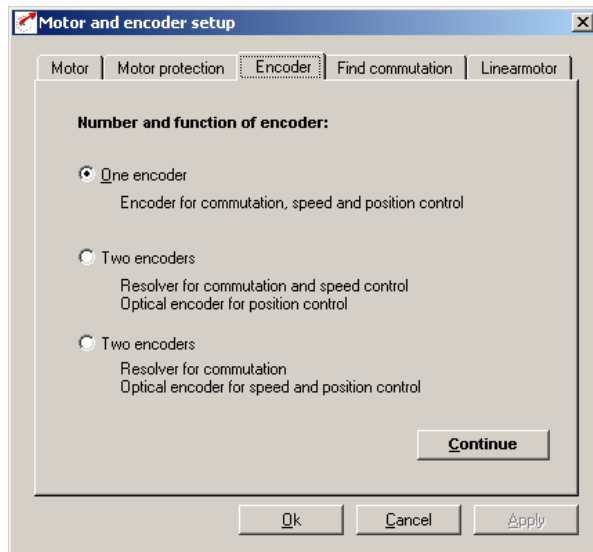 Motor and encoder setup
Motor Motor protection Encoder Find commutation Linearmotor
Number and function of encoder:
One encoder
Encoder for commutation, speed and position control
Two encoders
Resolver for commutation and speed control
Optical encoder for position control
Two encoders
Resolver for commutation
Optical encoder for speed and position control
Continue
Ok Cancel Apply